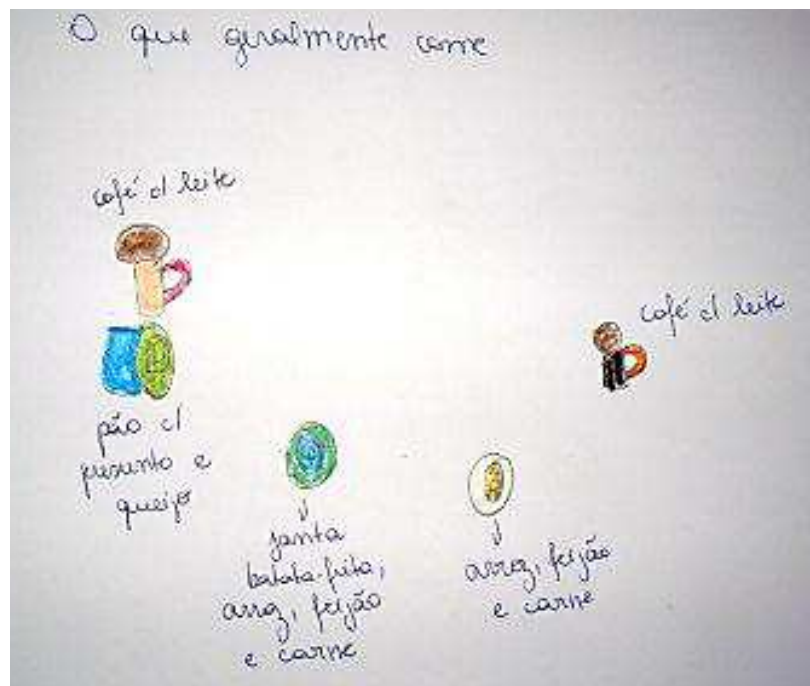 O que geralmente come
café c/ leite
café c/ leite
pão c/
presunto e
queijo
janta
batata-frita,
arroz, feijão
e carne
arroz, feijão
e carne